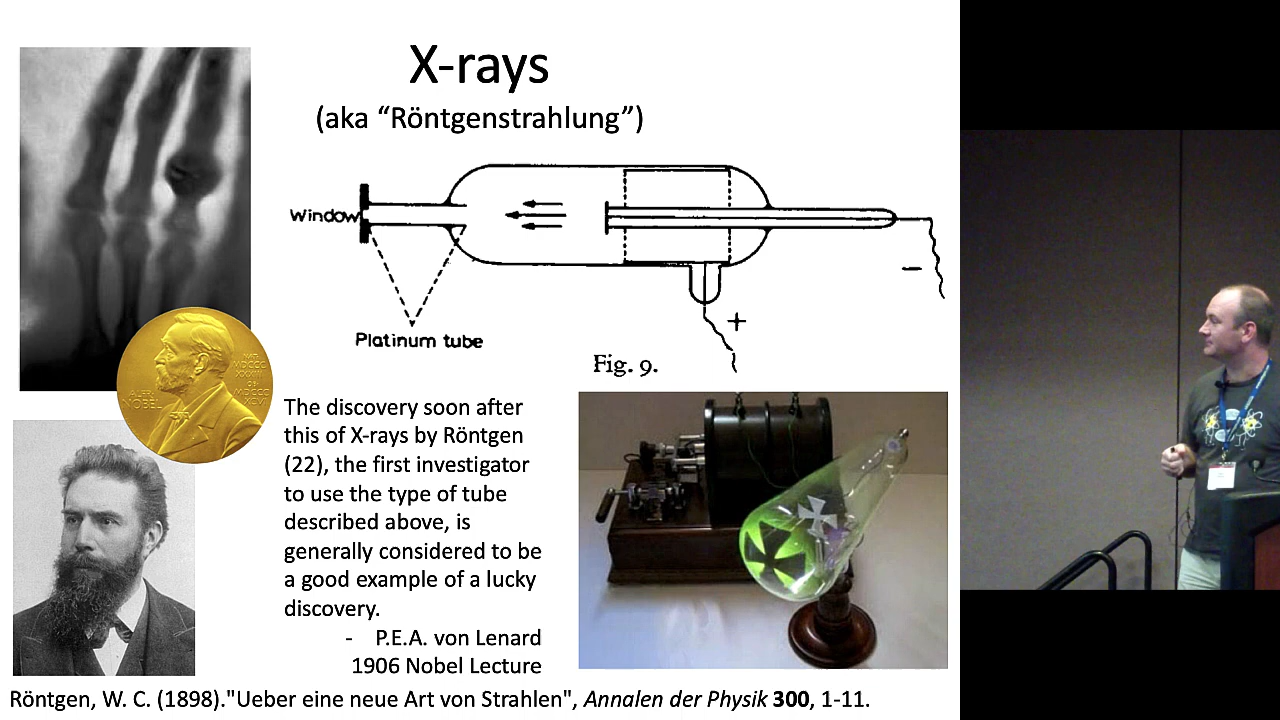 X-rays
(aka “Röntgenstrahlung”)
Window
Platinum tube
−
+
Fig. 9.
The discovery soon after
this of X-rays by Röntgen
(22), the first investigator
to use the type of tube
described above, is
generally considered to be
a good example of a lucky
discovery.
- P.E.A. von Lenard
1906 Nobel Lecture
Röntgen, W. C. (1898)."Ueber eine neue Art von Strahlen", Annalen der Physik 300, 1-11.
NAT.
NOBEL